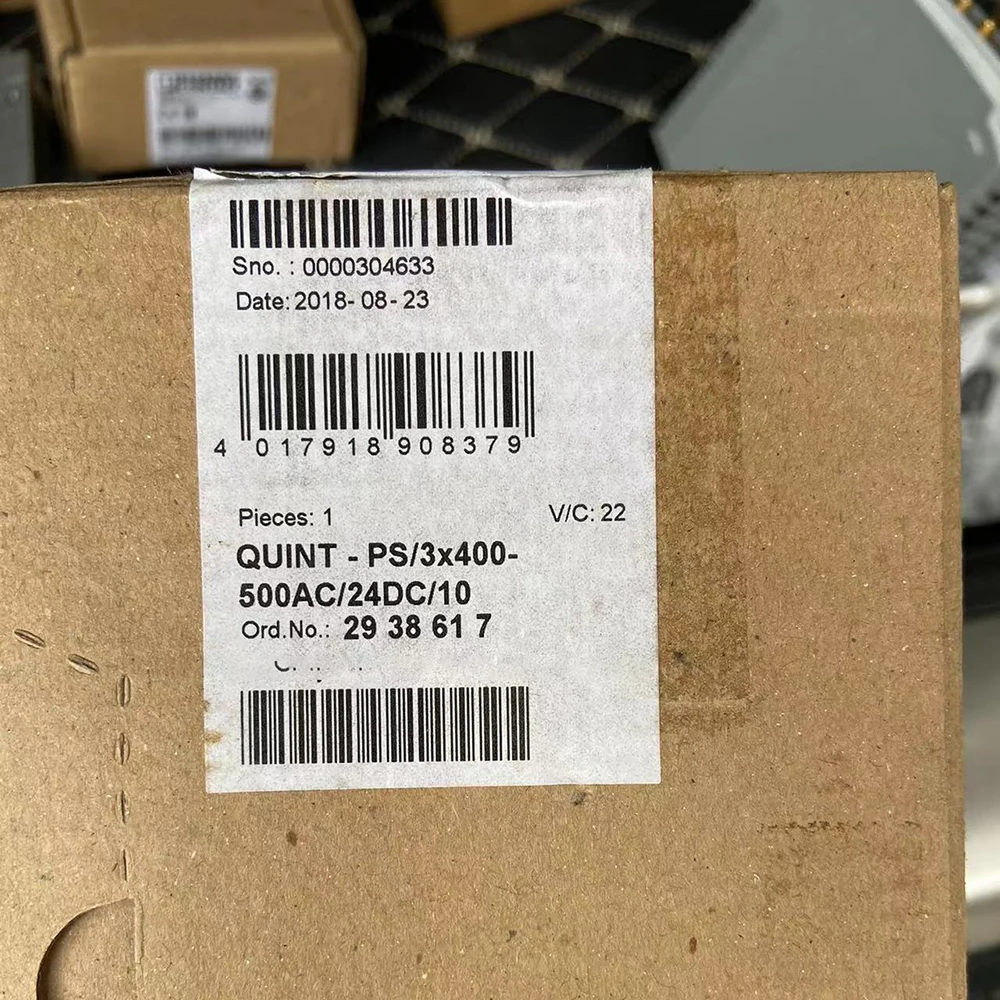 Sno. : 0000304633
Date: 2018- 08 - 23
4 017918 908379
Pieces: 1 V/C: 22
QUINT - PS/3x400-
500AC/24DC/10
Ord.No.: 29 38 61 7